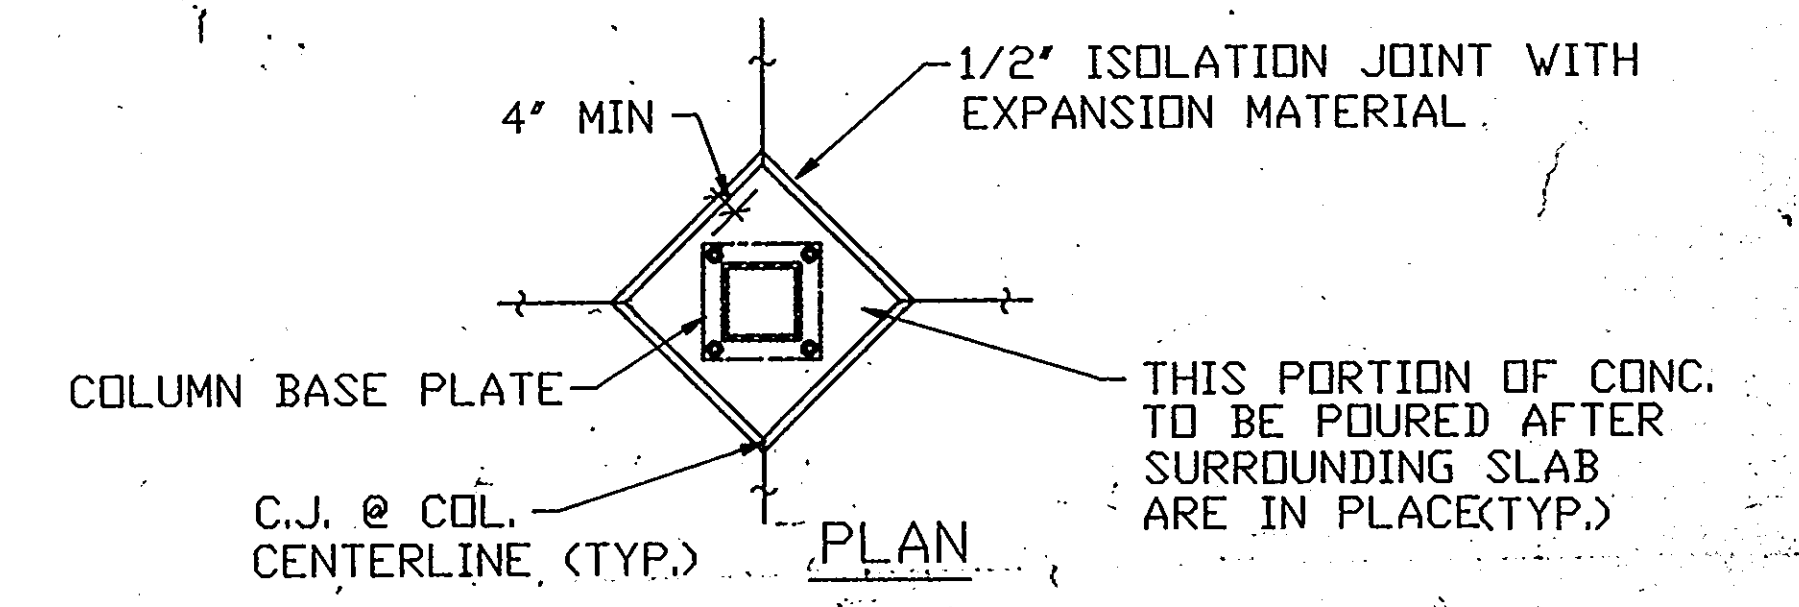 1/2" ISOLATION JOINT WITH
EXPANSION MATERIAL
4" MIN
COLUMN BASE PLATE
THIS PORTION OF CONC.
TO BE POURED AFTER
SURROUNDING SLAB
ARE IN PLACE(TYP.)
C.J. @ COL.
CENTERLINE (TYP.)
PLAN